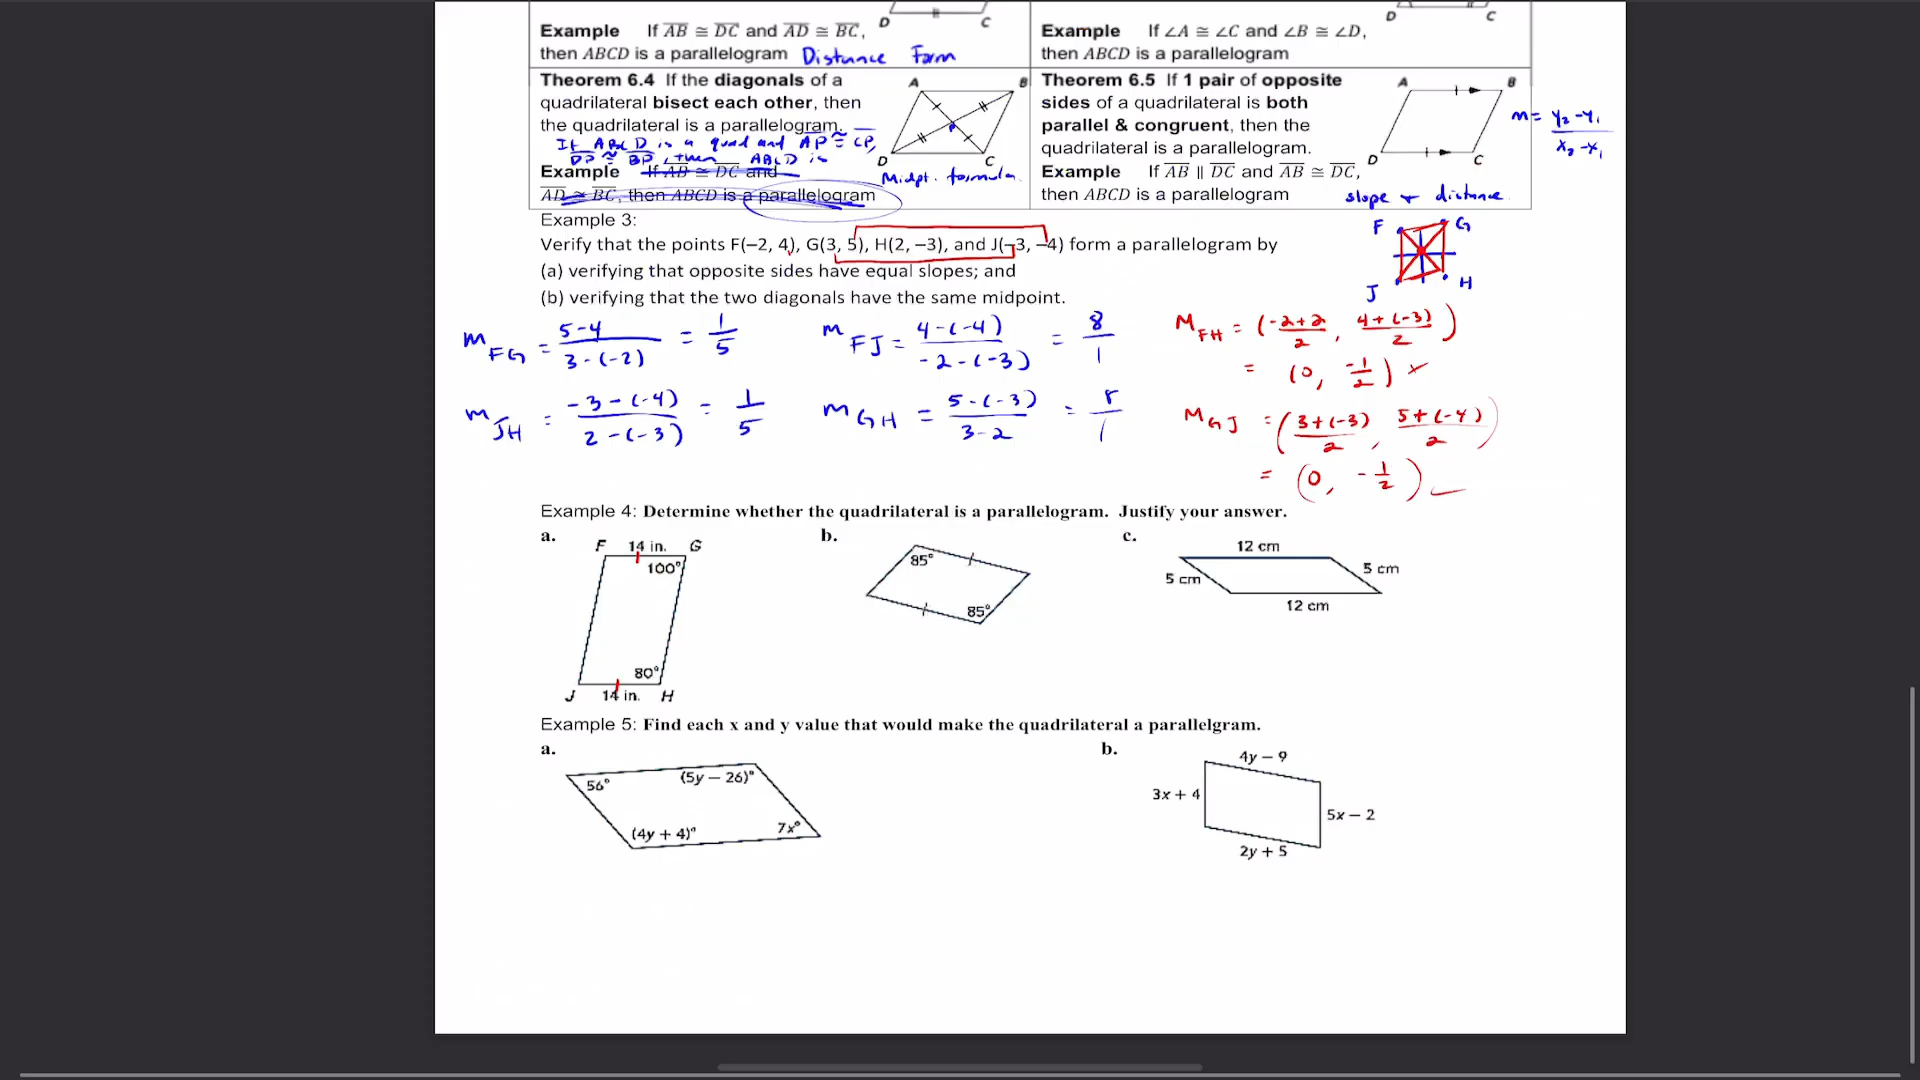 D C
Example If AB ≅ DC and AD ≅ BC,
then ABCD is a parallelogram Distance Form
D C
Example If ∠A ≅ ∠C and ∠B ≅ ∠D,
then ABCD is a parallelogram
Theorem 6.4 If the diagonals of a
quadrilateral bisect each other, then
the quadrilateral is a parallelogram.
If ABCD is a quad and AP ≅ CP,
DP ≅ BP, then ABCD is
Example If AB ≅ DC and
AD ≅ BC, then ABCD is a parallelogram
A B
P
D C
Midpt. formula
Theorem 6.5 If 1 pair of opposite
sides of a quadrilateral is both
parallel & congruent, then the
quadrilateral is a parallelogram.
Example If AB ∥ DC and AB ≅ DC,
then ABCD is a parallelogram
slope + distance
A B
D C
m = y₂-y₁
x₂-x₁
Example 3:
Verify that the points F(−2, 4), G(3, 5), H(2, −3), and J(−3, −4) form a parallelogram by
(a) verifying that opposite sides have equal slopes; and
(b) verifying that the two diagonals have the same midpoint.
F G
J H
m FG = 5-4 / 3-(-2) = 1/5
m FJ = 4-(-4) / -2-(-3) = 8/1
M FH = (-2+2 / 2, 4+(-3) / 2)
= (0, -1/2)
m JH = -3-(-4) / 2-(-3) = 1/5
m GH = 5-(-3) / 3-2 = 8/1
M GJ = (3+(-3) / 2, 5+(-4) / 2)
= (0, -1/2)
Example 4: Determine whether the quadrilateral is a parallelogram. Justify your answer.
a.
F 14 in. G
100°
80°
J 14 in. H
b.
85°
85°
c.
12 cm
5 cm
5 cm
12 cm
Example 5: Find each x and y value that would make the quadrilateral a parallelgram.
a.
56° (5y − 26)°
(4y + 4)° 7x°
b.
4y − 9
3x + 4
5x − 2
2y + 5